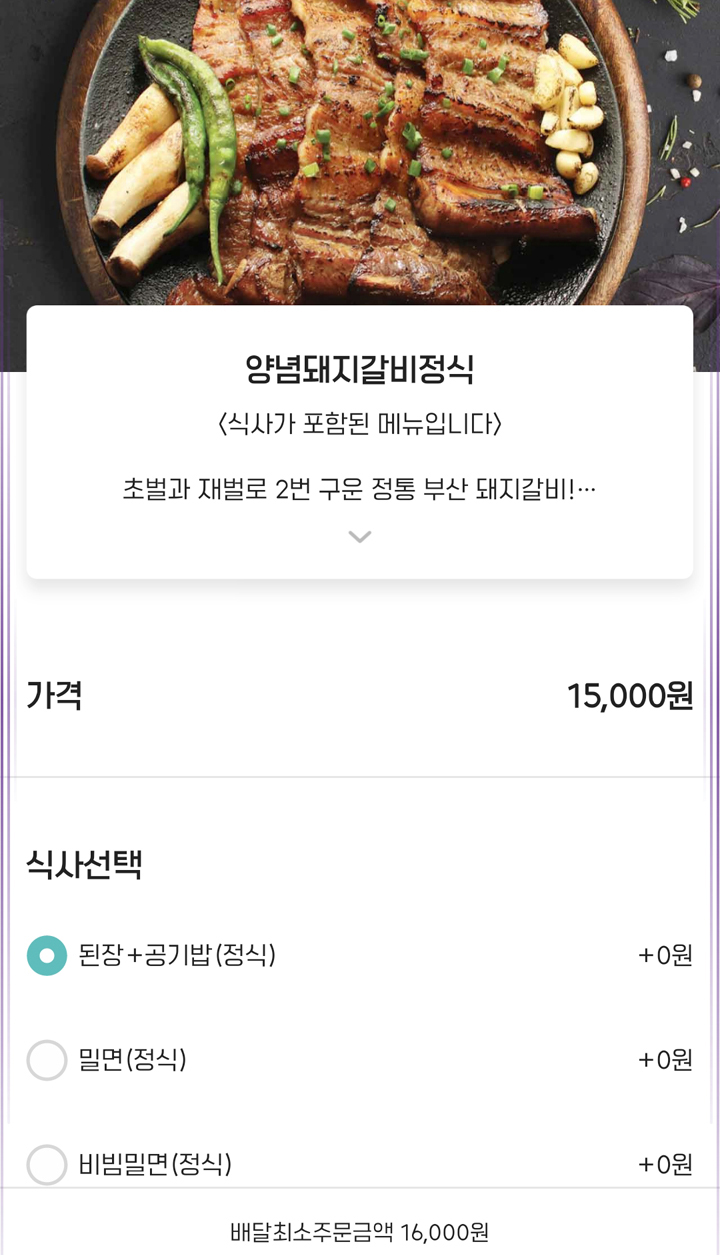 양념돼지갈비정식
<식사가 포함된 메뉴입니다>
초벌과 재벌로 2번 구운 정통 부산 돼지갈비!…
가격 15,000원
식사선택
된장+공기밥(정식) +0원
밀면(정식) +0원
비빔밀면(정식) +0원
배달최소주문금액 16,000원